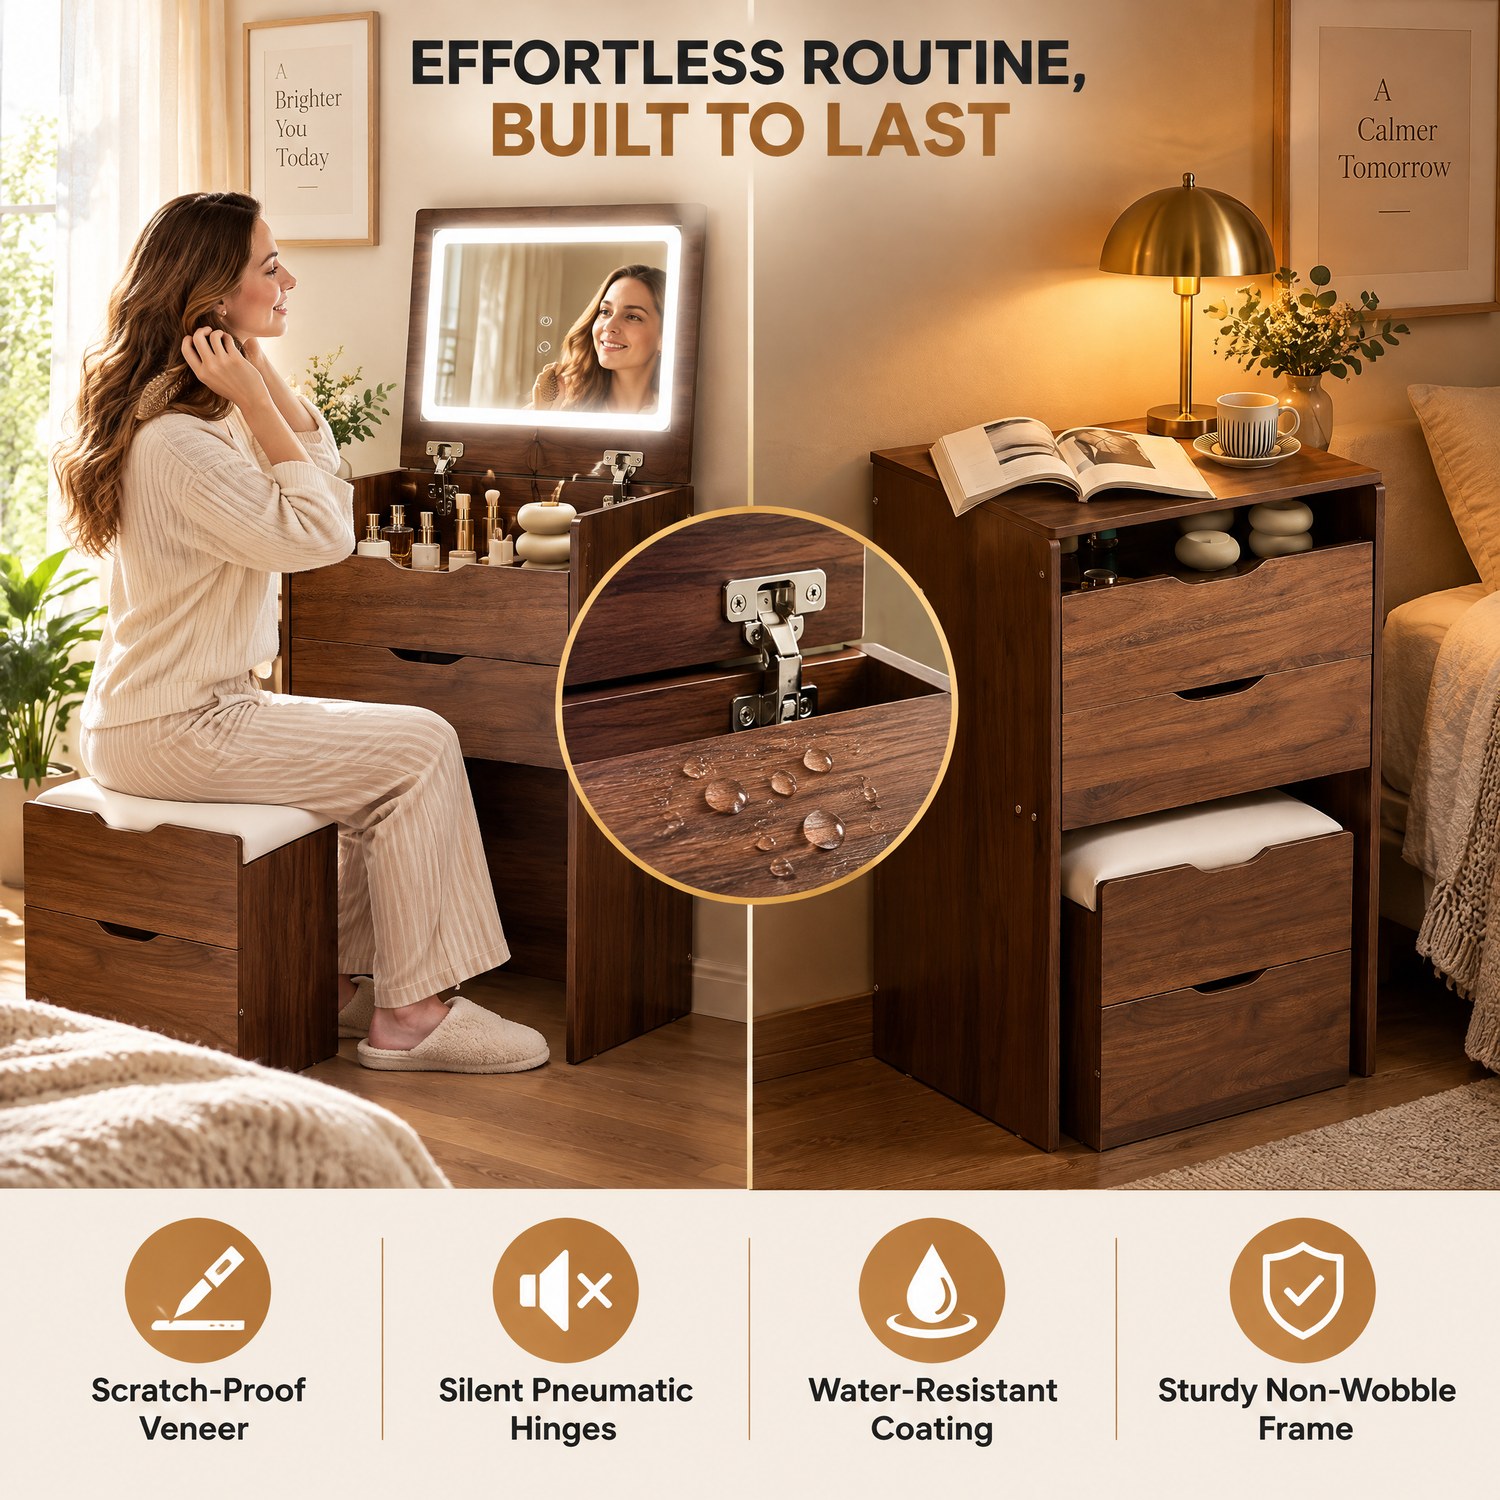 EFFORTLESS ROUTINE,
BUILT TO LAST
A
Brighter
You
Today
A
Calmer
Tomorrow
Scratch-Proof
Veneer
Silent Pneumatic
Hinges
Water-Resistant
Coating
Sturdy Non-Wobble
Frame